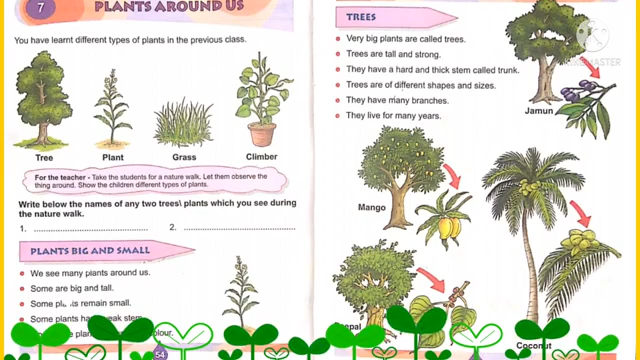 7
PLANTS AROUND US
You have learnt different types of plants in the previous class.
Tree
Plant
Grass
Climber
For the teacher - Take the students for a nature walk. Let them observe the
thing around. Show the children different types of plants.
Write below the names of any two trees\ plants which you see during
the nature walk.
1.
2.
PLANTS BIG AND SMALL
We see many plants around us.
Some are big and tall.
Some remain small.
Some plants
54
TREES
Very big plants are called trees.
Trees are tall and strong.
They have a hard and thick stem called trunk.
Trees are of different shapes and sizes.
They have many branches.
They live for many years.
Jamun
Mango
Coconut